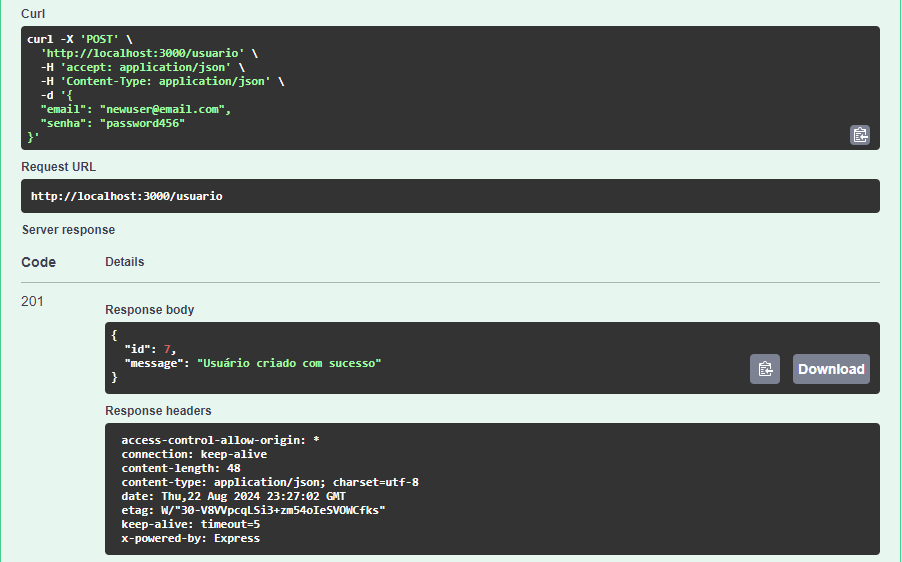 Curl
curl -X 'POST' \
'http://localhost:3000/usuario' \
-H 'accept: application/json' \
-H 'Content-Type: application/json' \
-d '{
"email": "newuser@email.com",
"senha": "password456"
}'
Request URL
http://localhost:3000/usuario
Server response
Code Details
201
Response body
{
"id": 7,
"message": "Usuário criado com sucesso"
}
Download
Response headers
access-control-allow-origin: *
connection: keep-alive
content-length: 48
content-type: application/json; charset=utf-8
date: Thu,22 Aug 2024 23:27:02 GMT
etag: W/"30-V8VVpcqLSi3+zm54oIeSVOWCfks"
keep-alive: timeout=5
x-powered-by: Express